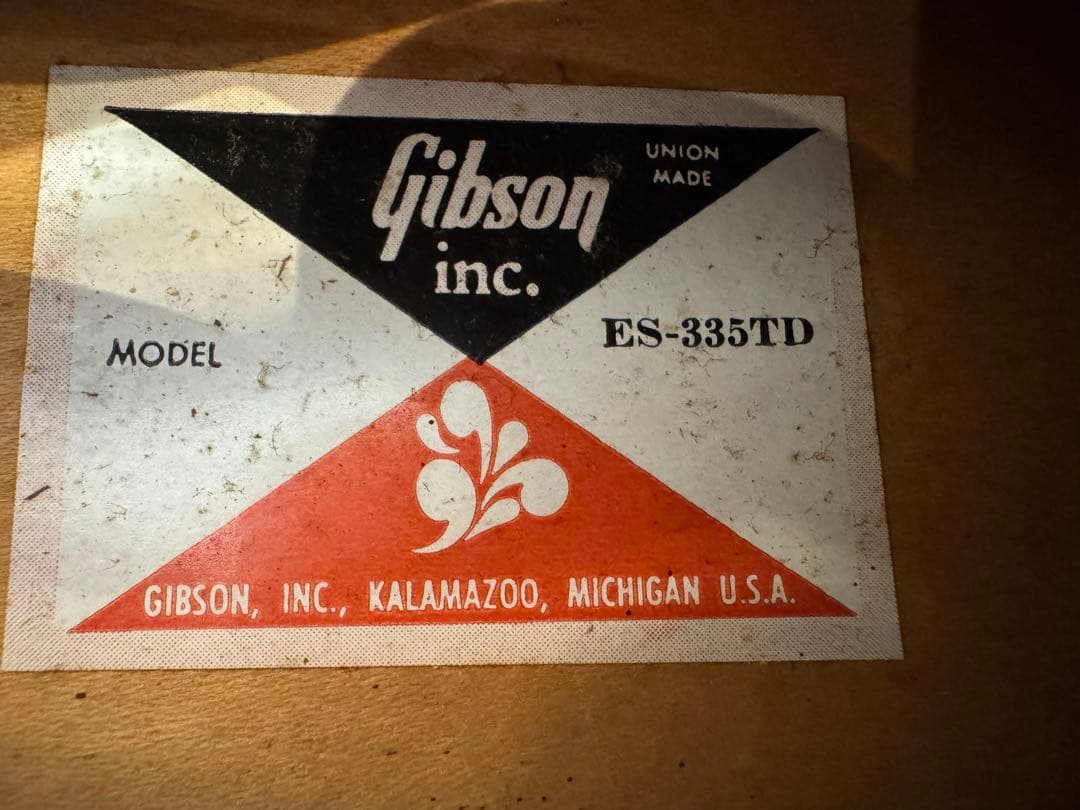 Gibson
inc.
UNION
MADE
MODEL
ES-335TD
GIBSON, INC., KALAMAZOO, MICHIGAN U.S.A.